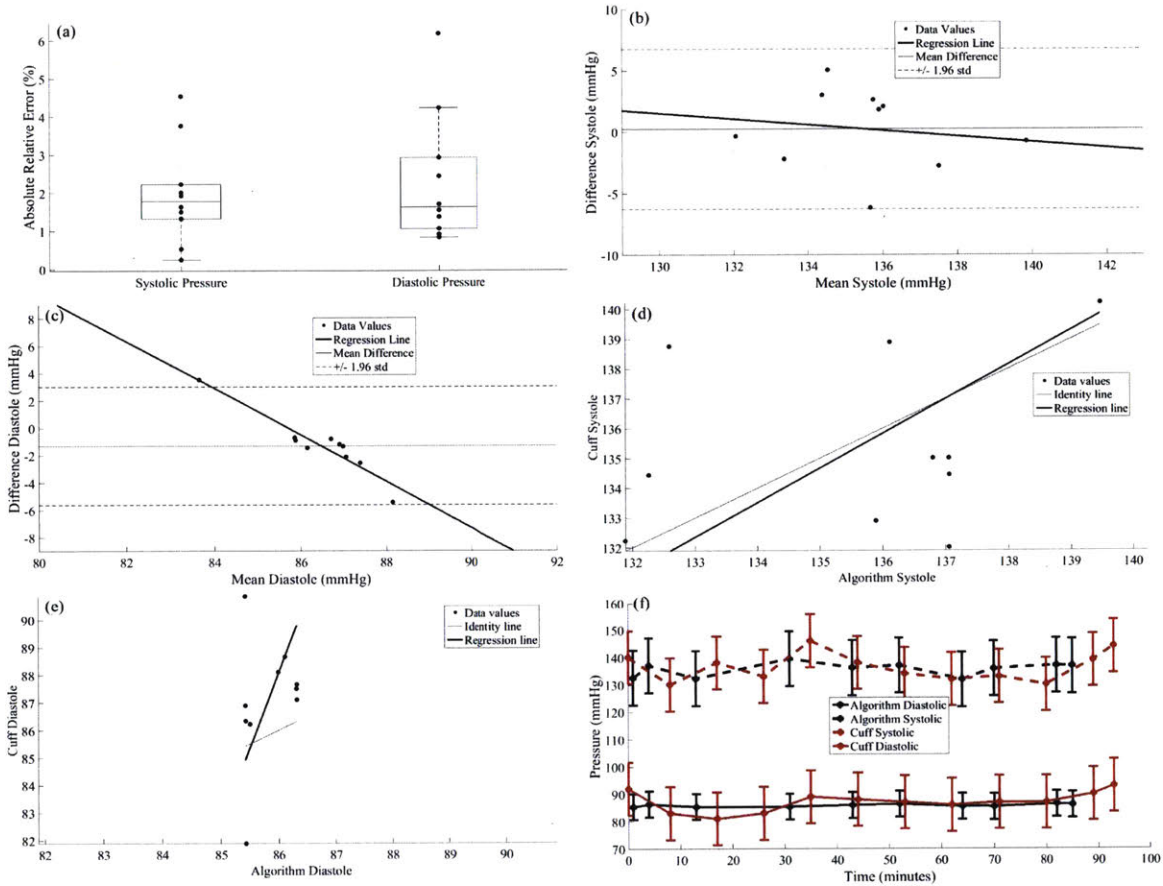 (a)
Absolute Relative Error (%)
6
5
4
3
2
1
0
Systolic Pressure
Diastolic Pressure
(b)
Difference Systole (mmHg)
10
5
0
-5
-10
Data Values
Regression Line
Mean Difference
+/- 1.96 std
130 132 134 136 138 140 142
Mean Systole (mmHg)
(c)
Difference Diastole (mmHg)
8
6
4
2
0
-2
-4
-6
-8
Data Values
Regression Line
Mean Difference
+/- 1.96 std
80 82 84 86 88 90 92
Mean Diastole (mmHg)
(d)
Cuff Systole
140
139
138
137
136
135
134
133
132
Data values
Identity line
Regression line
132 133 134 135 136 137 138 139 140
Algorithm Systole
(e)
Cuff Diastole
90
89
88
87
86
85
84
83
82
Data values
Identity line
Regression line
82 83 84 85 86 87 88 89 90
Algorithm Diastole
(f)
Pressure (mmHg)
160
150
140
130
120
110
100
90
80
70
Algorithm Diastolic
Algorithm Systolic
Cuff Systolic
Cuff Diastolic
0 10 20 30 40 50 60 70 80 90 100
Time (minutes)